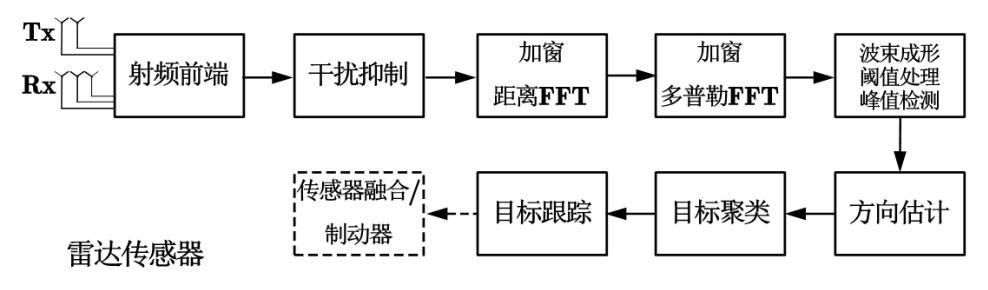 Tx
Rx
射频前端
干扰抑制
加窗
距离FFT
加窗
多普勒FFT
波束成形
阈值处理
峰值检测
传感器融合/
制动器
目标跟踪
目标聚类
方向估计
雷达传感器